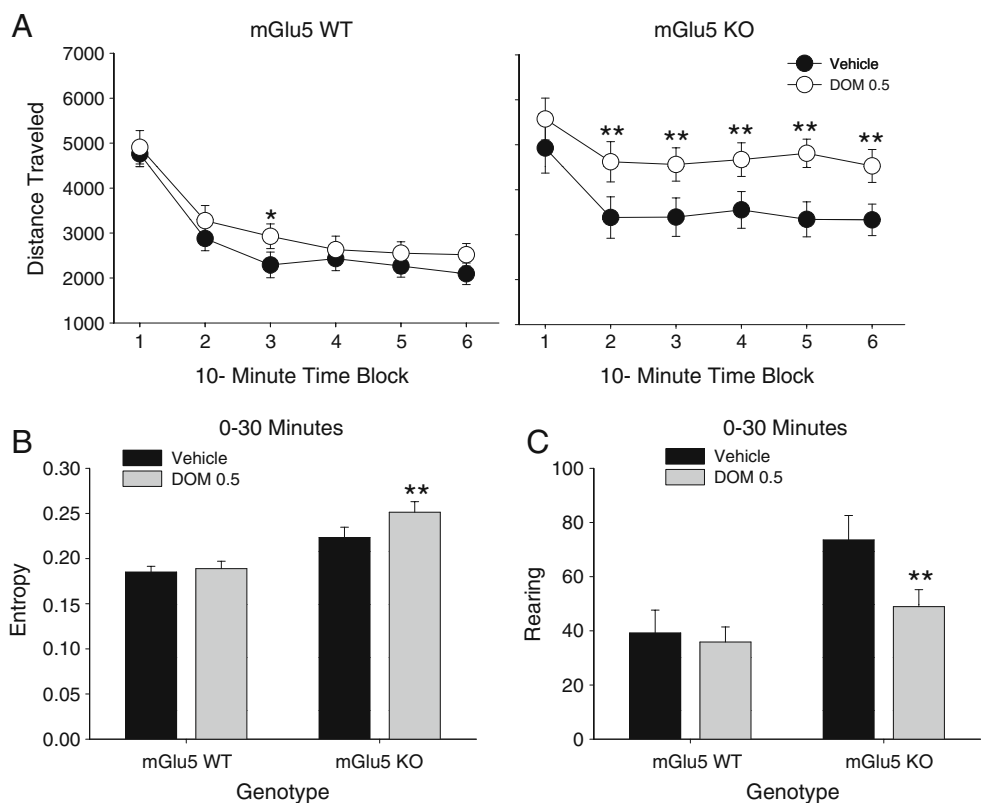 A
mGlu5 WT
mGlu5 KO
7000
6000
5000
4000
3000
2000
1000
Distance Traveled
*
1 2 3 4 5 6
10- Minute Time Block
Vehicle
DOM 0.5
** ** ** ** **
1 2 3 4 5 6
10- Minute Time Block
B
0-30 Minutes
Vehicle
DOM 0.5
0.30
0.25
0.20
0.15
0.10
0.05
0.00
Entropy
**
mGlu5 WT
mGlu5 KO
Genotype
C
0-30 Minutes
Vehicle
DOM 0.5
100
80
60
40
20
0
Rearing
**
mGlu5 WT
mGlu5 KO
Genotype